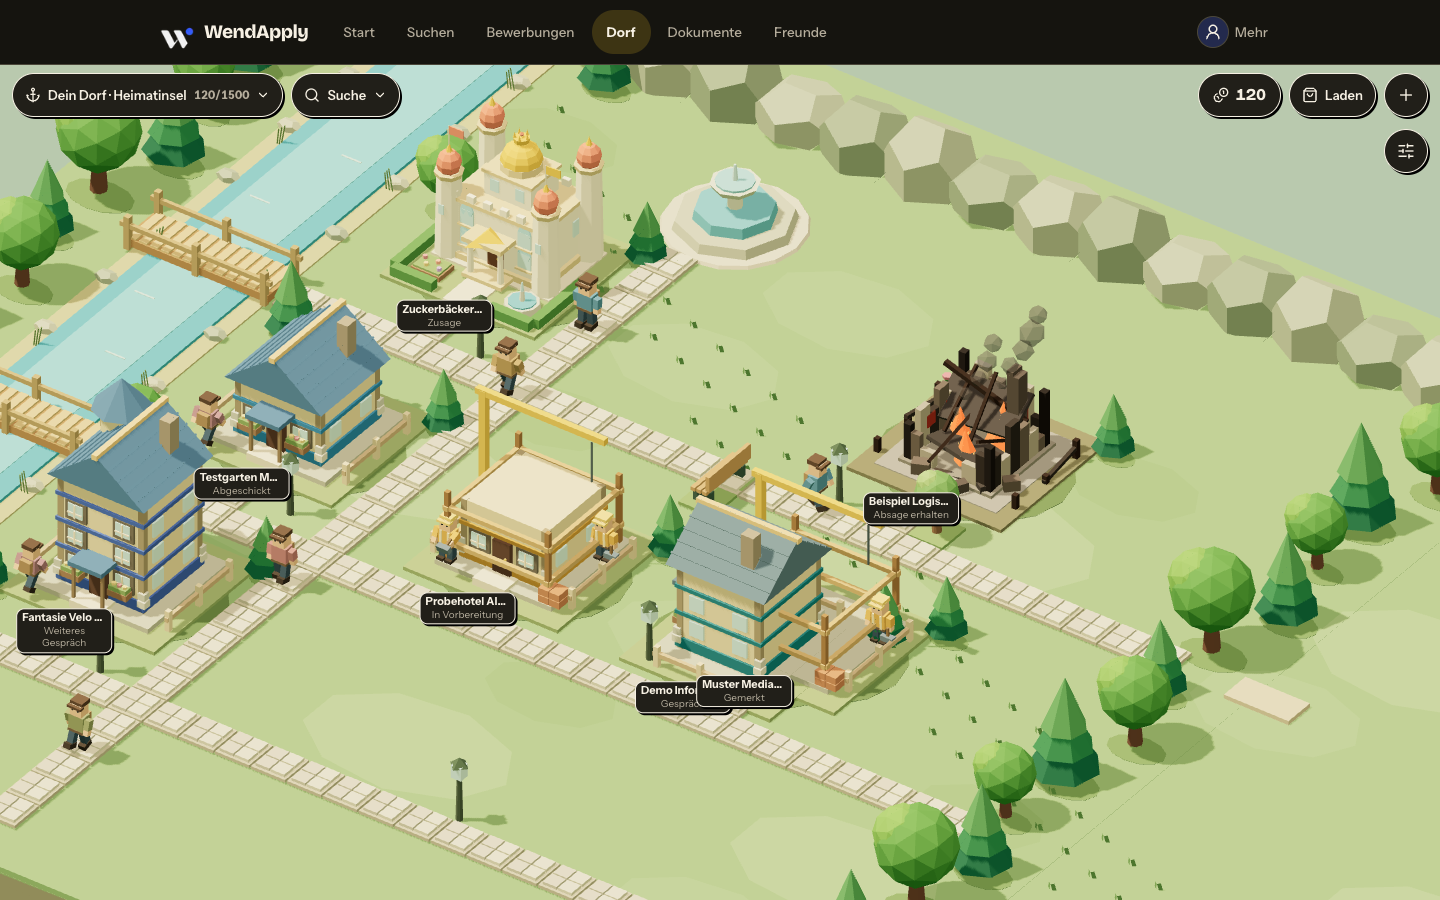 WendApply
Start
Suchen
Bewerbungen
Dorf
Dokumente
Freunde
Mehr
Dein Dorf · Heimatinsel 120/1500
Suche
120
Laden
Zuckerbäcker...
Zusage
Testgarten M...
Abgeschickt
Beispiel Logis...
Absage erhalten
Probehotel Al...
In Vorbereitung
Fantasie Velo ...
Weiteres
Gespräch
Demo
Muster Media...
Gemerkt